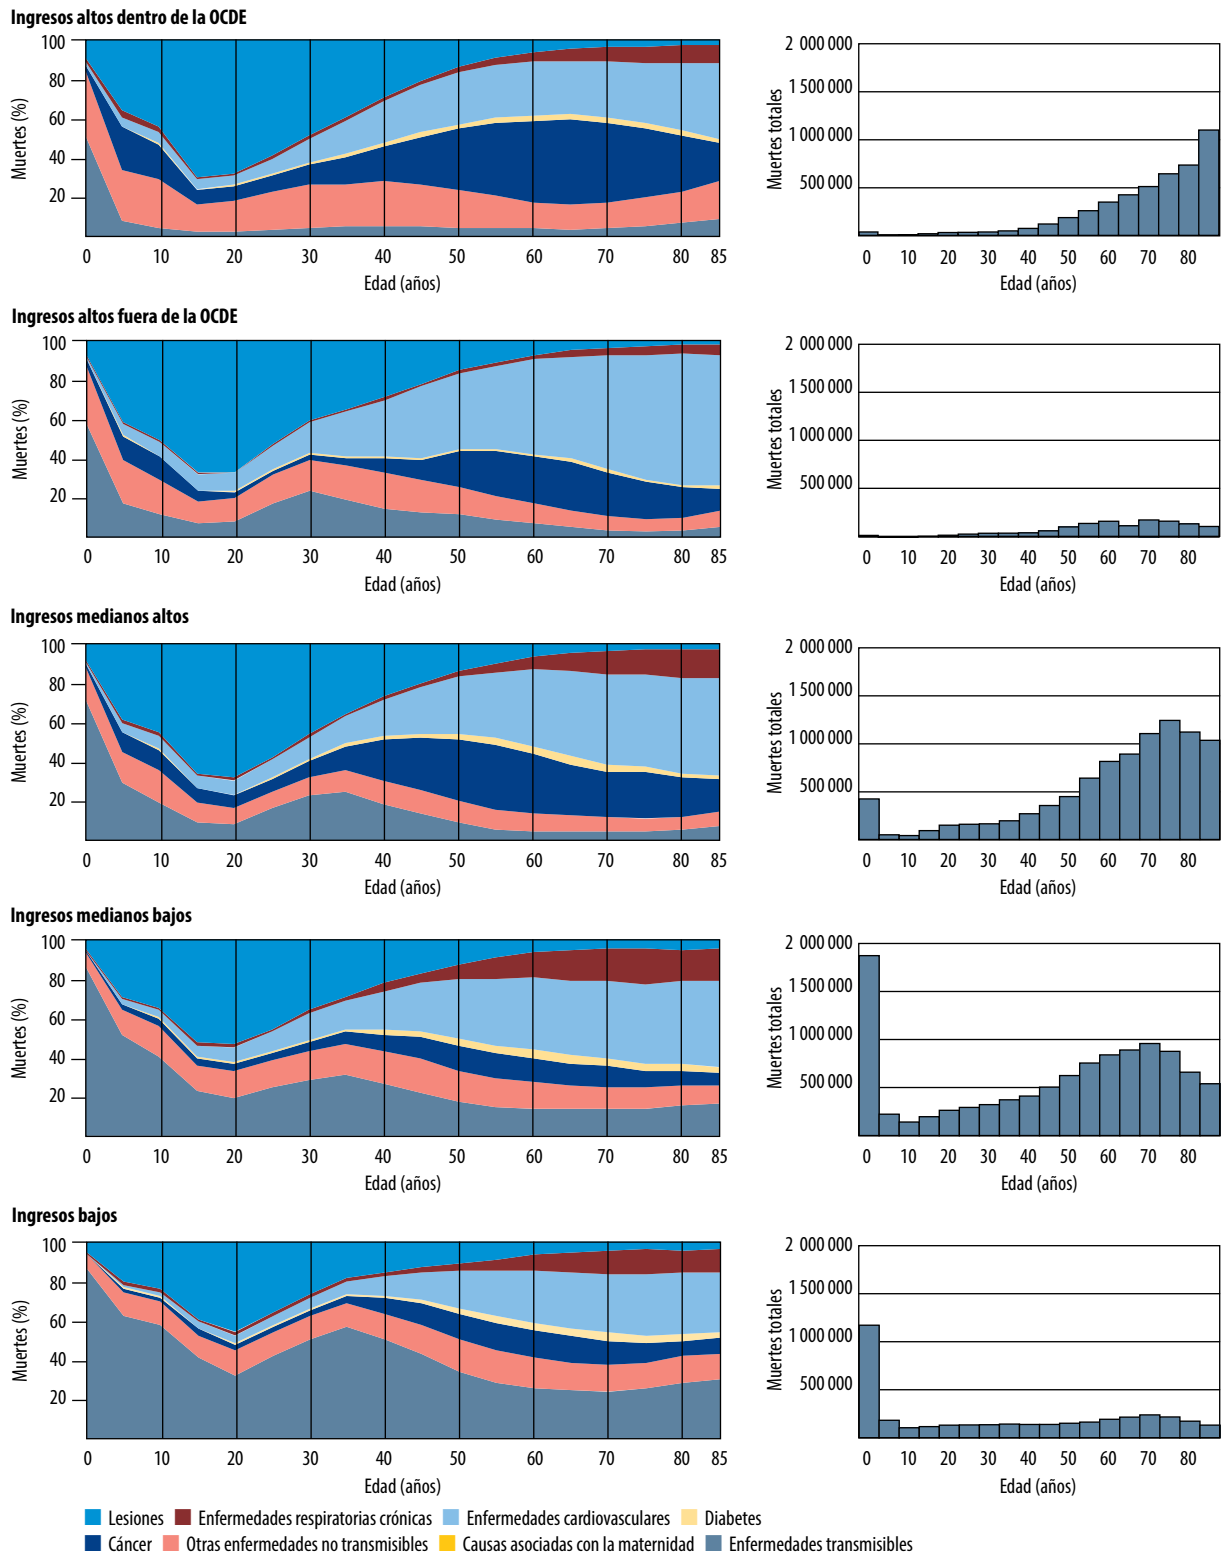 Ingresos altos dentro de la OCDE
100
80
60
40
20
Muertes (%)
0 10 20 30 40 50 60 70 80 85
Edad (años)
2 000 000
1 500 000
1 000 000
500 000
Muertes totales
0 10 20 30 40 50 60 70 80
Edad (años)
Ingresos altos fuera de la OCDE
100
80
60
40
20
Muertes (%)
0 10 20 30 40 50 60 70 80 85
Edad (años)
2 000 000
1 500 000
1 000 000
500 000
Muertes totales
0 10 20 30 40 50 60 70 80
Edad (años)
Ingresos medianos altos
100
80
60
40
20
Muertes (%)
0 10 20 30 40 50 60 70 80 85
Edad (años)
2 000 000
1 500 000
1 000 000
500 000
Muertes totales
0 10 20 30 40 50 60 70 80
Edad (años)
Ingresos medianos bajos
100
80
60
40
20
Muertes (%)
0 10 20 30 40 50 60 70 80 85
Edad (años)
2 000 000
1 500 000
1 000 000
500 000
Muertes totales
0 10 20 30 40 50 60 70 80
Edad (años)
Ingresos bajos
100
80
60
40
20
Muertes (%)
0 10 20 30 40 50 60 70 80 85
Edad (años)
2 000 000
1 500 000
1 000 000
500 000
Muertes totales
0 10 20 30 40 50 60 70 80
Edad (años)
Lesiones Enfermedades respiratorias crónicas Enfermedades cardiovasculares Diabetes
Cáncer Otras enfermedades no transmisibles Causas asociadas con la maternidad Enfermedades transmisibles